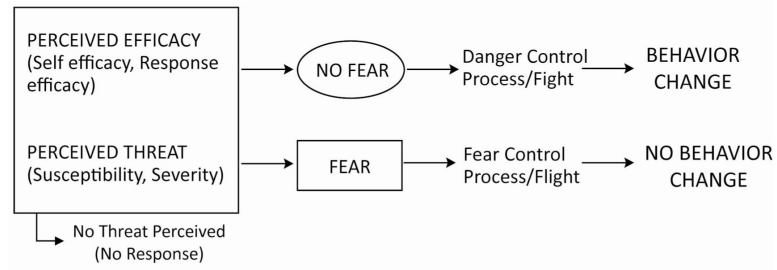 PERCEIVED EFFICACY
(Self efficacy, Response
efficacy)
NO FEAR
Danger Control
Process/Fight
BEHAVIOR
CHANGE
PERCEIVED THREAT
(Susceptibility, Severity)
FEAR
Fear Control
Process/Flight
NO BEHAVIOR
CHANGE
No Threat Perceived
(No Response)